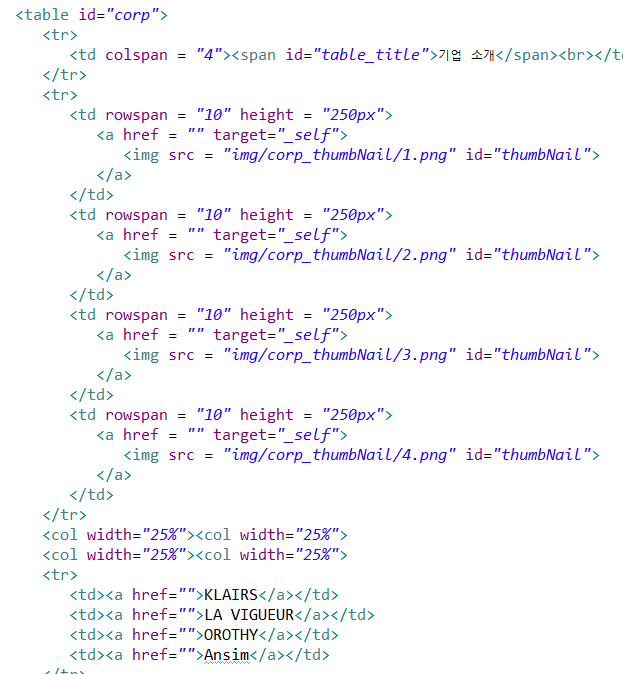 <table id="corp">
<tr>
<td colspan = "4"><span id="table_title">기업 소개</span><br></t
</tr>
<tr>
<td rowspan = "10" height = "250px">
<a href = "" target="_self">
<img src = "img/corp_thumbNail/1.png" id="thumbNail">
</a>
</td>
<td rowspan = "10" height = "250px">
<a href = "" target="_self">
<img src = "img/corp_thumbNail/2.png" id="thumbNail">
</a>
</td>
<td rowspan = "10" height = "250px">
<a href = "" target="_self">
<img src = "img/corp_thumbNail/3.png" id="thumbNail">
</a>
</td>
<td rowspan = "10" height = "250px">
<a href = "" target="_self">
<img src = "img/corp_thumbNail/4.png" id="thumbNail">
</a>
</td>
</tr>
<col width="25%"><col width="25%">
<col width="25%"><col width="25%">
<tr>
<td><a href="">KLAIRS</a></td>
<td><a href="">LA VIGUEUR</a></td>
<td><a href="">OROTHY</a></td>
<td><a href="">Ansim</a></td>